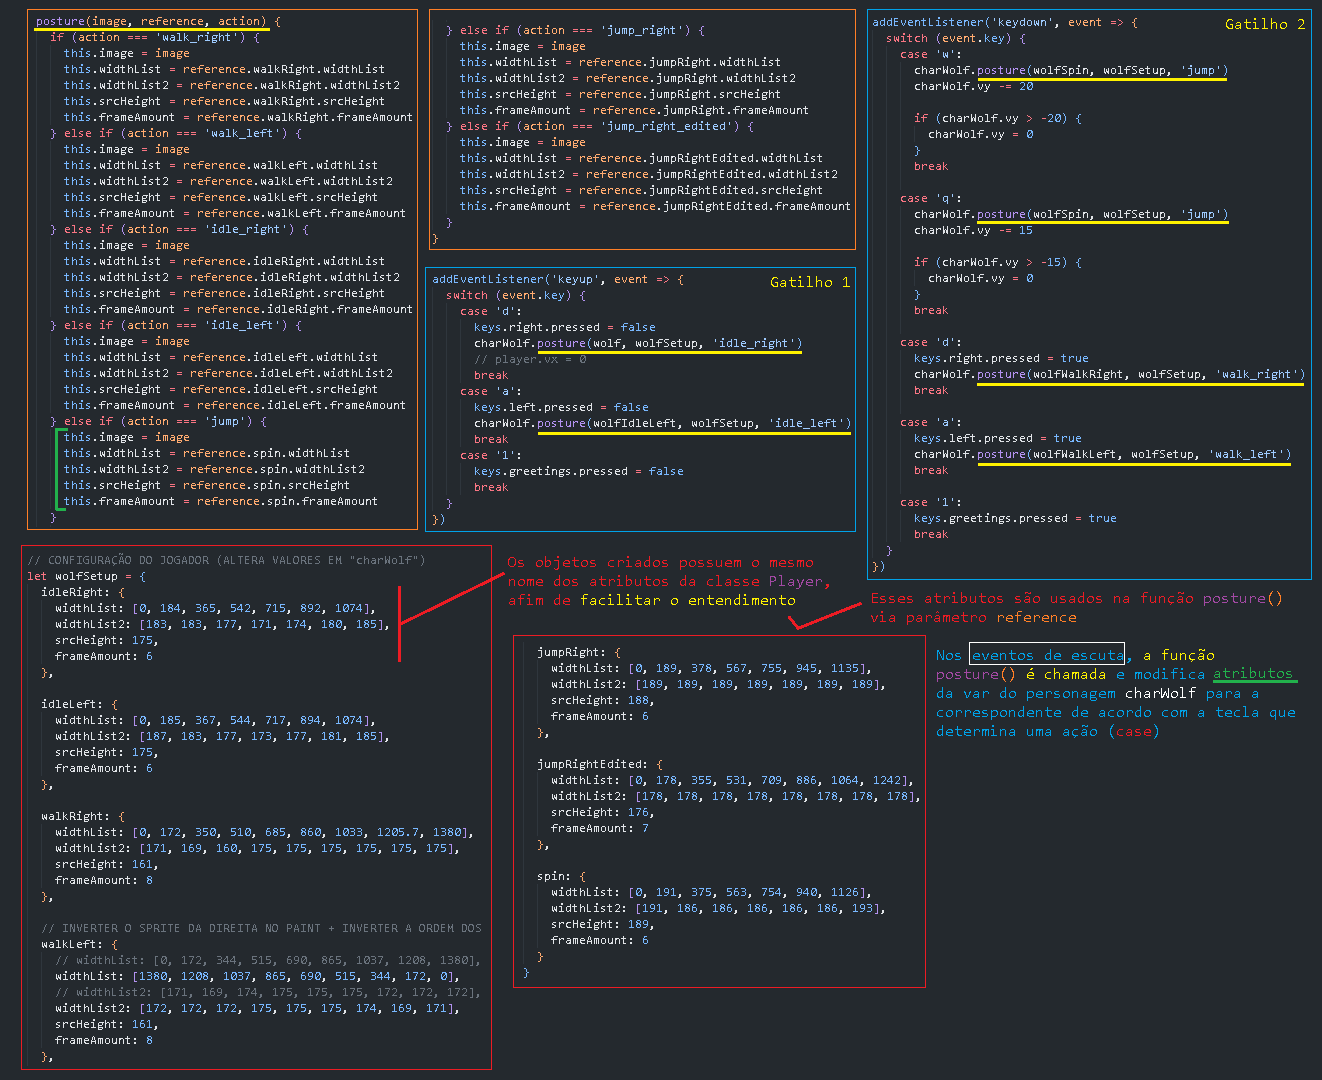 posture(image, reference, action) {
if (action === 'walk_right') {
this.image = image
this.widthList = reference.walkRight.widthList
this.widthList2 = reference.walkRight.widthList2
this.srcHeight = reference.walkRight.srcHeight
this.frameAmount = reference.walkRight.frameAmount
} else if (action === 'walk_left') {
this.image = image
this.widthList = reference.walkLeft.widthList
this.widthList2 = reference.walkLeft.widthList2
this.srcHeight = reference.walkLeft.srcHeight
this.frameAmount = reference.walkLeft.frameAmount
} else if (action === 'idle_right') {
this.image = image
this.widthList = reference.idleRight.widthList
this.widthList2 = reference.idleRight.widthList2
this.srcHeight = reference.idleRight.srcHeight
this.frameAmount = reference.idleRight.frameAmount
} else if (action === 'idle_left') {
this.image = image
this.widthList = reference.idleLeft.widthList
this.widthList2 = reference.idleLeft.widthList2
this.srcHeight = reference.idleLeft.srcHeight
this.frameAmount = reference.idleLeft.frameAmount
} else if (action === 'jump') {
this.image = image
this.widthList = reference.spin.widthList
this.widthList2 = reference.spin.widthList2
this.srcHeight = reference.spin.srcHeight
this.frameAmount = reference.spin.frameAmount
}
} else if (action === 'jump_right') {
this.image = image
this.widthList = reference.jumpRight.widthList
this.widthList2 = reference.jumpRight.widthList2
this.srcHeight = reference.jumpRight.srcHeight
this.frameAmount = reference.jumpRight.frameAmount
} else if (action === 'jump_right_edited') {
this.image = image
this.widthList = reference.jumpRightEdited.widthList
this.widthList2 = reference.jumpRightEdited.widthList2
this.srcHeight = reference.jumpRightEdited.srcHeight
this.frameAmount = reference.jumpRightEdited.frameAmount
}
}
addEventListener('keyup', event => {
Gatilho 1
switch (event.key) {
case 'd':
keys.right.pressed = false
charWolf.posture(wolf, wolfSetup, 'idle_right')
// player.vx = 0
break
case 'a':
keys.left.pressed = false
charWolf.posture(wolfIdleLeft, wolfSetup, 'idle_left')
break
case '1':
keys.greetings.pressed = false
break
}
})
addEventListener('keydown', event => {
Gatilho 2
switch (event.key) {
case 'w':
charWolf.posture(wolfSpin, wolfSetup, 'jump')
charWolf.vy -= 20
if (charWolf.vy > -20) {
charWolf.vy = 0
}
break
case 'q':
charWolf.posture(wolfSpin, wolfSetup, 'jump')
charWolf.vy -= 15
if (charWolf.vy > -15) {
charWolf.vy = 0
}
break
case 'd':
keys.right.pressed = true
charWolf.posture(wolfWalkRight, wolfSetup, 'walk_right')
break
case 'a':
keys.left.pressed = true
charWolf.posture(wolfWalkLeft, wolfSetup, 'walk_left')
break
case '1':
keys.greetings.pressed = true
break
}
})
// CONFIGURAÇÃO DO JOGADOR (ALTERA VALORES EM "charWolf")
let wolfSetup = {
idleRight: {
widthList: [0, 184, 365, 542, 715, 892, 1074],
widthList2: [183, 183, 177, 171, 174, 180, 185],
srcHeight: 175,
frameAmount: 6
},
idleLeft: {
widthList: [0, 185, 367, 544, 717, 894, 1074],
widthList2: [187, 183, 177, 173, 177, 181, 185],
srcHeight: 175,
frameAmount: 6
},
walkRight: {
widthList: [0, 172, 350, 510, 685, 860, 1033, 1205.7, 1380],
widthList2: [171, 169, 160, 175, 175, 175, 175, 175, 175],
srcHeight: 161,
frameAmount: 8
},
// INVERTER O SPRITE DA DIREITA NO PAINT + INVERTER A ORDEM DOS
walkLeft: {
// widthList: [0, 172, 344, 515, 690, 865, 1037, 1208, 1380],
widthList: [1380, 1208, 1037, 865, 690, 515, 344, 172, 0],
// widthList2: [171, 169, 174, 175, 175, 175, 172, 172, 172],
widthList2: [172, 172, 172, 175, 175, 175, 174, 169, 171],
srcHeight: 161,
frameAmount: 8
},
Os objetos criados possuem o mesmo
nome dos atributos da classe Player,
afim de facilitar o entendimento
jumpRight: {
widthList: [0, 189, 378, 567, 755, 945, 1135],
widthList2: [189, 189, 189, 189, 189, 189, 189],
srcHeight: 188,
frameAmount: 6
},
jumpRightEdited: {
widthList: [0, 178, 355, 531, 709, 886, 1064, 1242],
widthList2: [178, 178, 178, 178, 178, 178, 178, 178],
srcHeight: 176,
frameAmount: 7
},
spin: {
widthList: [0, 191, 375, 563, 754, 940, 1126],
widthList2: [191, 186, 186, 186, 186, 186, 193],
srcHeight: 189,
frameAmount: 6
}
}
Esses atributos são usados na função posture()
via parâmetro reference
Nos eventos de escuta, a função
posture() é chamada e modifica atributos
da var do personagem charWolf para a
correspondente de acordo com a tecla que
determina uma ação (case)